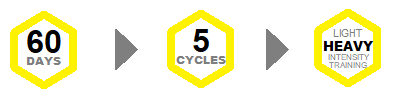 60
DAYS
5
CYCLES
LIGHT
HEAVY
INTENSITY
TRAINING